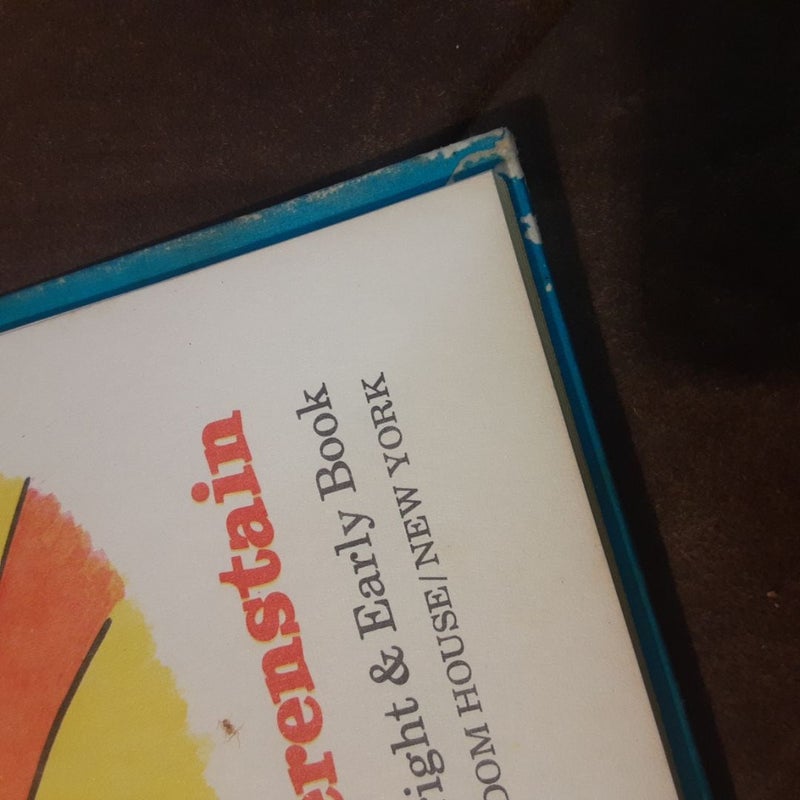 erenstain
ight & Early Book
DOM HOUSE/NEW YORK